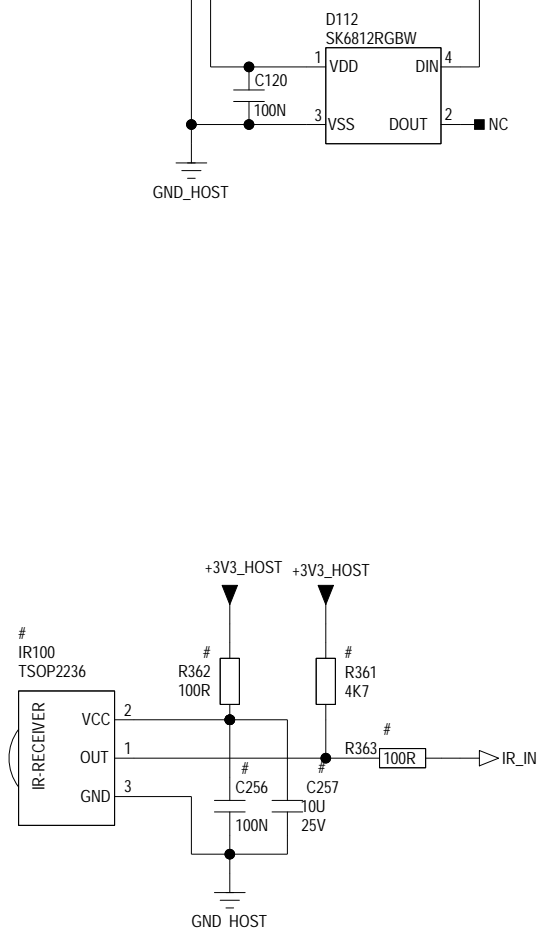 D112
SK6812RGBW
1
VDD
DIN
4
C120
100N
3
VSS
DOUT
2
NC
GND_HOST
+3V3_HOST
+3V3_HOST
#
IR100
TSOP2236
#
R362
100R
#
R361
4K7
IR-RECEIVER
VCC
2
OUT
1
GND
3
R363
#
100R
IR_IN
#
C256
100N
#
C257
10U
25V
GND_HOST